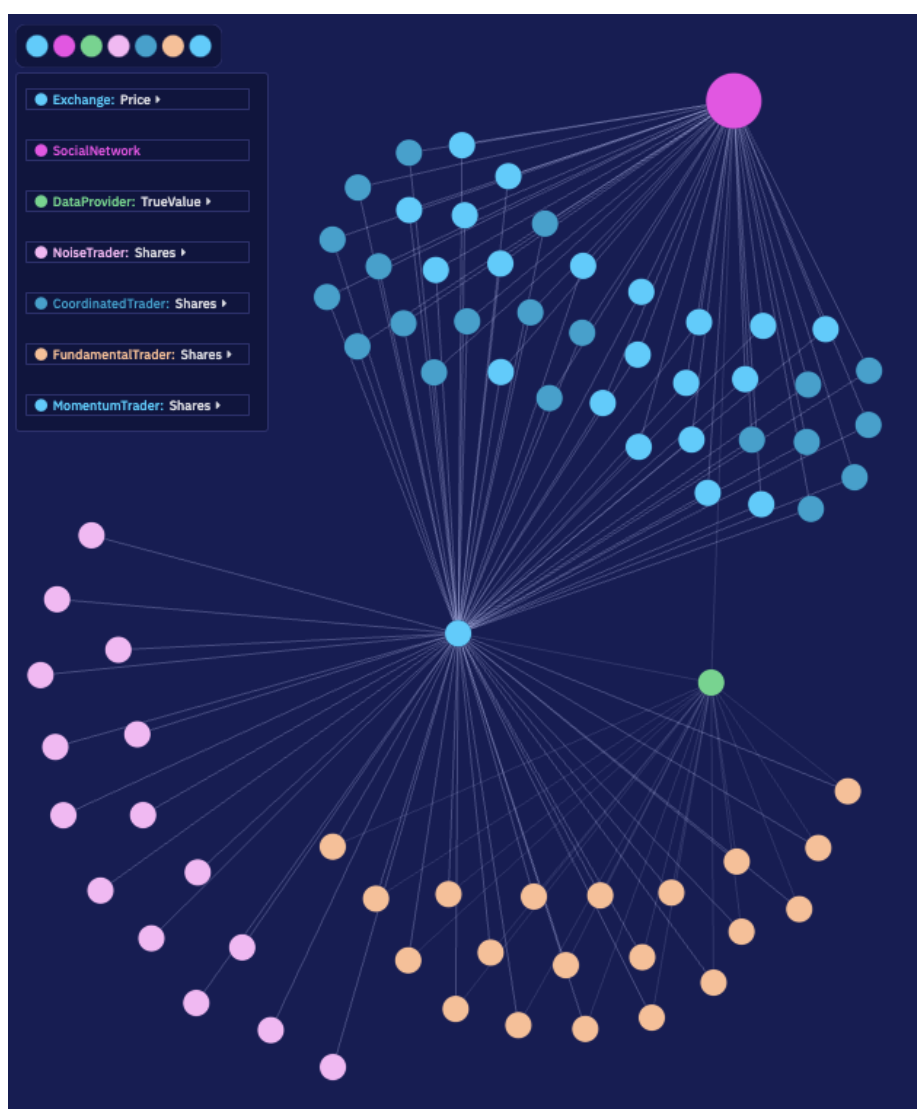 Exchange: Price
SocialNetwork
DataProvider: TrueValue
NoiseTrader: Shares
CoordinatedTrader: Shares
FundamentalTrader: Shares
MomentumTrader: Shares